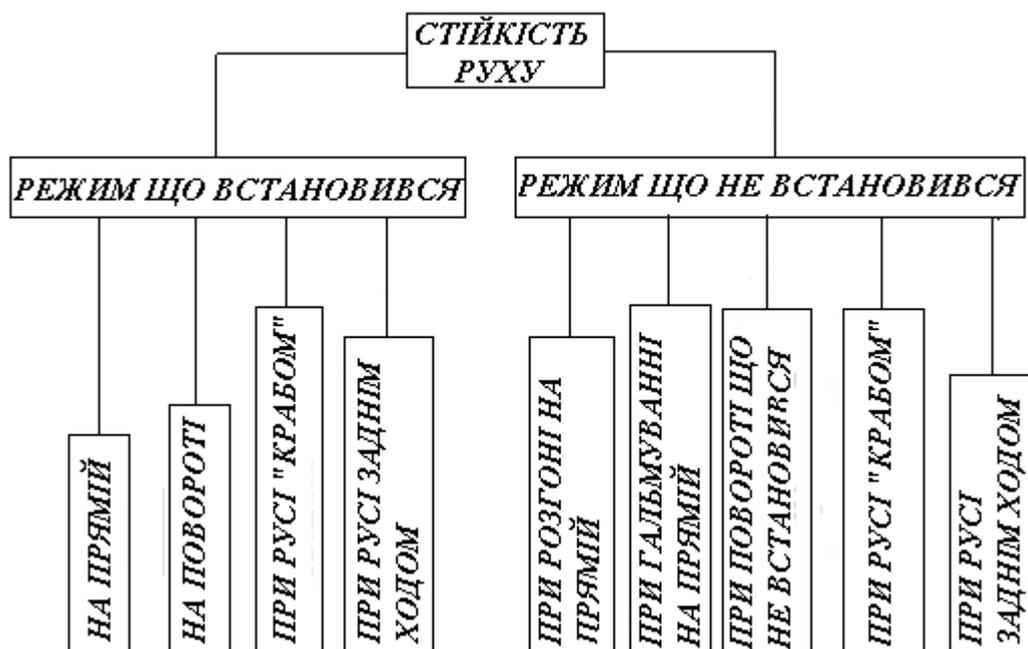 СТІЙКІСТЬ
РУХУ
РЕЖИМ ЩО ВСТАНОВИВСЯ
РЕЖИМ ЩО НЕ ВСТАНОВИВСЯ
НА ПРЯМІЙ
НА ПОВОРОТІ
ПРИ РУСІ "КРАБОМ"
ПРИ РУСІ ЗАДНІМ
ХОДОМ
ПРИ РОЗГОНІ НА
ПРЯМІЙ
ПРИ ГАЛЬМУВАННІ
НА ПРЯМІЙ
ПРИ ПОВОРОТІ ЩО
НЕ ВСТАНОВИВСЯ
ПРИ РУСІ "КРАБОМ"
ПРИ РУСІ
ЗАДНІМ ХОДОМ